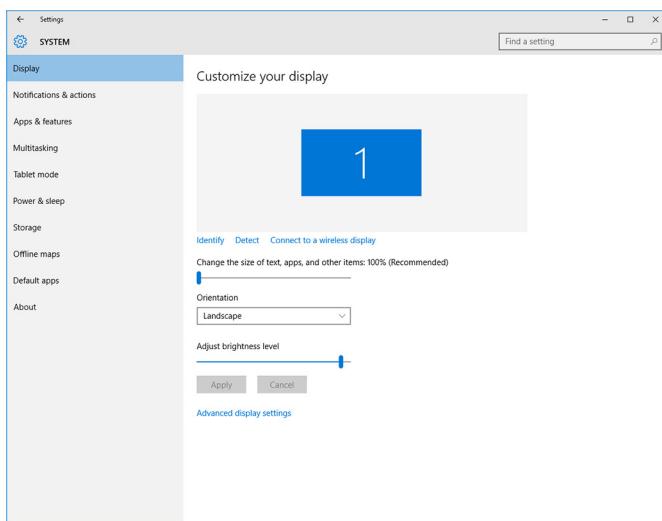 Settings
SYSTEM
Find a setting
Display
Notifications & actions
Apps & features
Multitasking
Tablet mode
Power & sleep
Storage
Offline maps
Default apps
About
Customize your display
1
Identify Detect Connect to a wireless display
Change the size of text, apps, and other items: 100% (Recommended)
Orientation
Landscape
Adjust brightness level
Apply Cancel
Advanced display settings